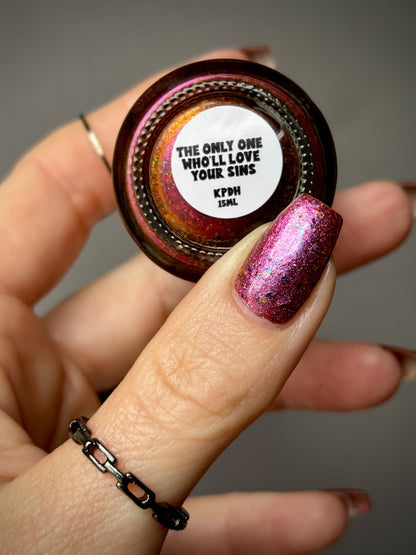 THE ONLY ONE
WHO'LL LOVE
YOUR SINS
KPDH
15ML